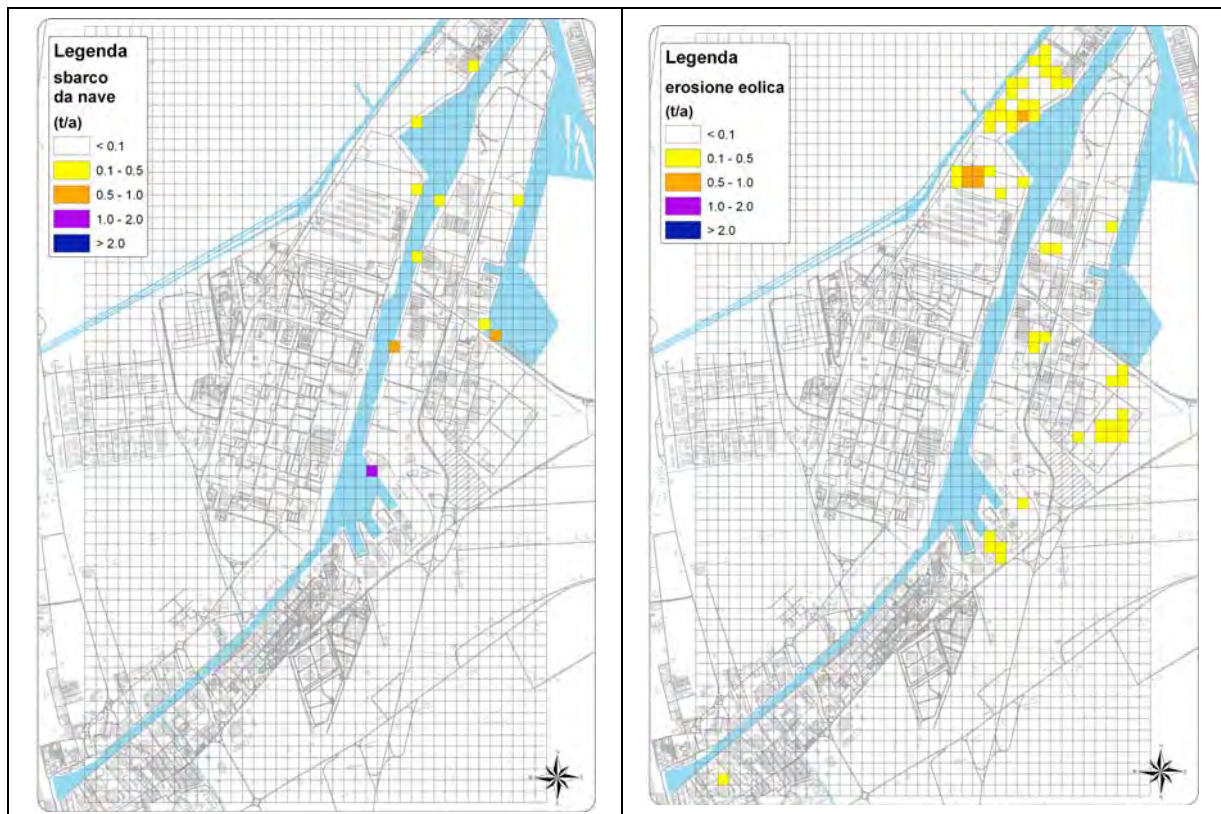 Legenda
sbarco
da nave
(t/a)
< 0.1
0.1 - 0.5
0.5 - 1.0
1.0 - 2.0
> 2.0
Legenda
erosione eolica
(t/a)
< 0.1
0.1 - 0.5
0.5 - 1.0
1.0 - 2.0
> 2.0